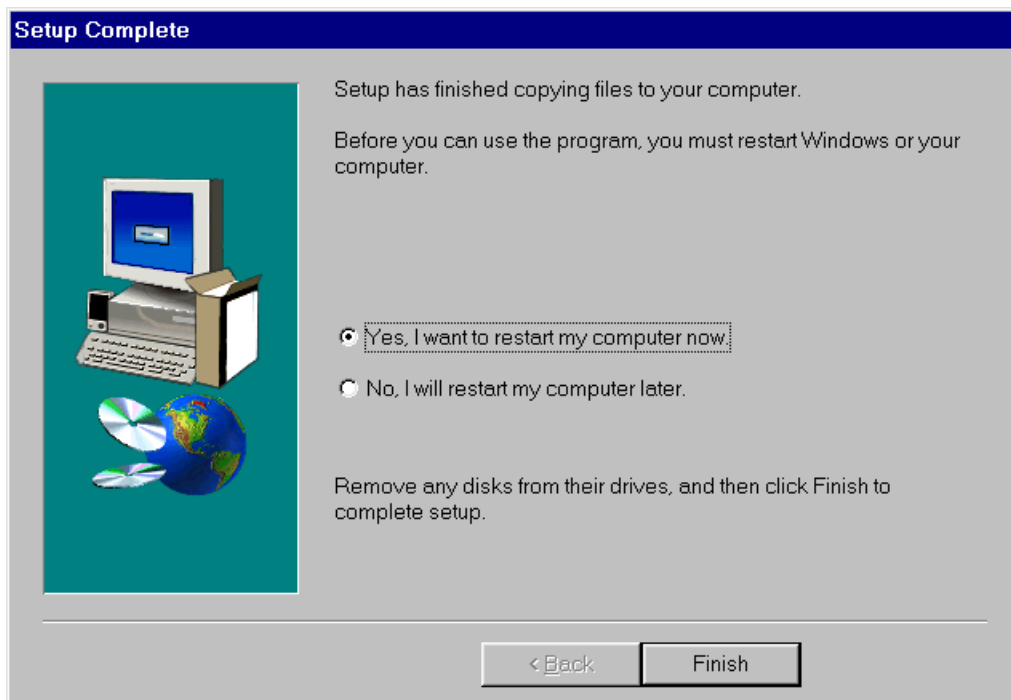 Setup Complete
Setup has finished copying files to your computer.
Before you can use the program, you must restart Windows or your
computer.
Yes, I want to restart my computer now.
No, I will restart my computer later.
Remove any disks from their drives, and then click Finish to
complete setup.
< Back
Finish